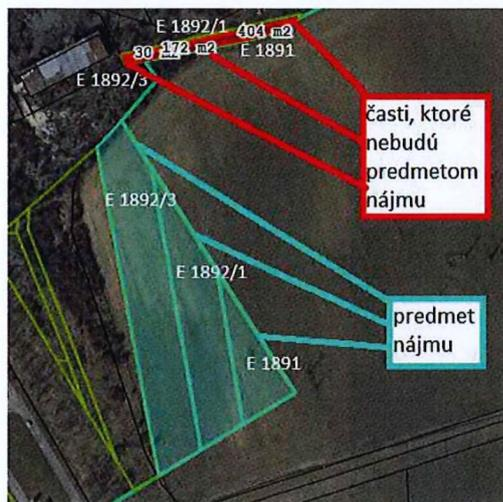 E 1892/1
404 m2
172 m2
30
E 1891
E 1892/3
časti, ktoré
nebudú
predmetom
nájmu
E 1892/3
E 1892/1
predmet
nájmu
E 1891